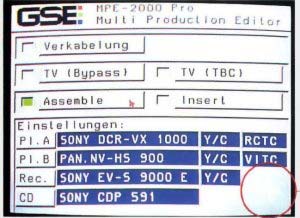 GSE MPE-2000 Pro
Multi Production Editor
Verkabelung
TV (Bypass) TV (TBC)
Assemble Insert
Einstellungen:
Pl.A SONY DCR-VX 1000 Y/C RCTC
Pl.B PAN.NV-HS 900 Y/C VITC
Rec. SONY EV-S 9000 E Y/C
CD SONY CDP 591